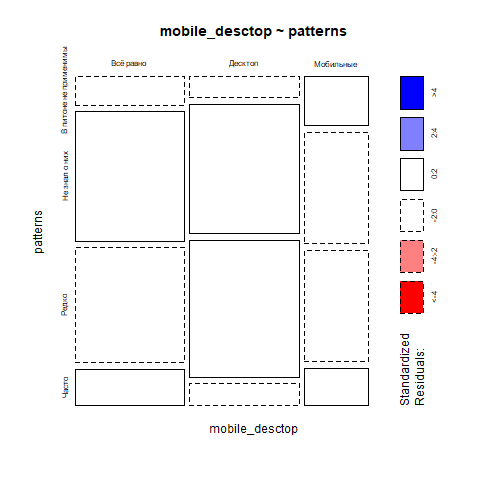 mobile_desctop ~ patterns
Всё равно
Десктоп
Мобильные
В питоне не применимы
Не знал о них
Редко
Часто
patterns
mobile_desctop
>4
2:4
0:2
-2:0
-4:-2
<-4
Standardized
Residuals: